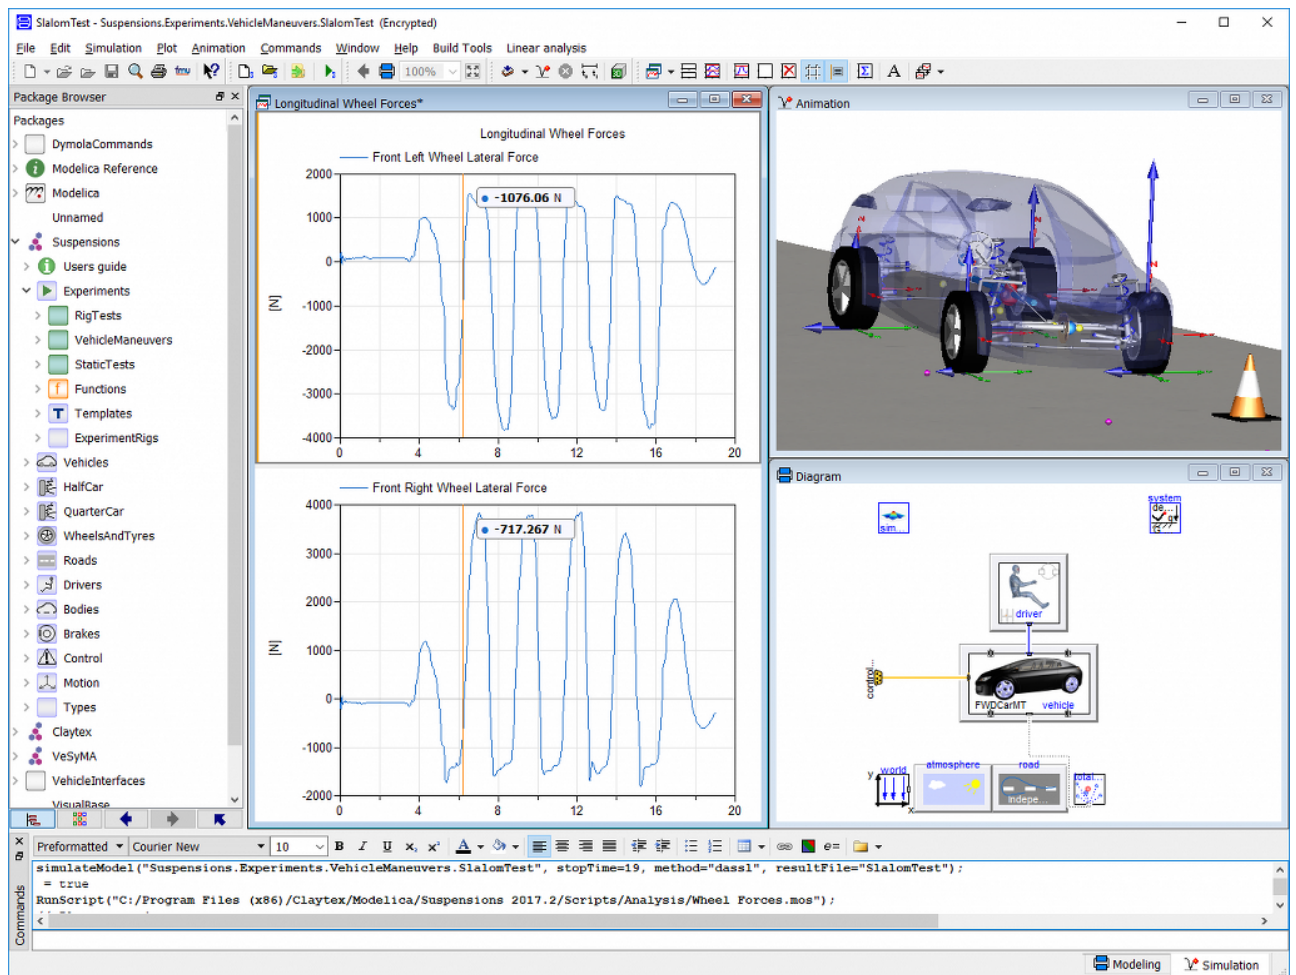 SlalomTest - Suspensions.Experiments.VehicleManeuvers.SlalomTest (Encrypted)
File Edit Simulation Plot Animation Commands Window Help Build Tools Linear analysis
fmu 100% A
Package Browser
Packages
DymolaCommands
Modelica Reference
Modelica
Unnamed
Suspensions
Users guide
Experiments
RigTests
VehicleManeuvers
StaticTests
Functions
Templates
ExperimentRigs
Vehicles
HalfCar
QuarterCar
WheelsAndTyres
Roads
Drivers
Bodies
Brakes
Control
Motion
Types
Claytex
VeSyMA
VehicleInterfaces
VisualBase
Longitudinal Wheel Forces*
Longitudinal Wheel Forces
Front Left Wheel Lateral Force
-1076.06 N
2000
1000
0
-1000
-2000
-3000
-4000
[N]
0 4 8 12 16 20
Front Right Wheel Lateral Force
-717.267 N
4000
3000
2000
1000
0
-1000
-2000
[N]
0 4 8 12 16 20
Animation
Diagram
sim...
system
de...
driver
control...
FWDCarMT vehicle
world
y
x
atmosphere
road
indepe...
total...
Preformatted Courier New 10 B I U A
Commands
simulateModel("Suspensions.Experiments.VehicleManeuvers.SlalomTest", stopTime=19, method="dassl", resultFile="SlalomTest");
= true
RunScript("C:/Program Files (x86)/Claytex/Modelica/Suspensions 2017.2/Scripts/Analysis/Wheel Forces.mos");
Modeling Simulation